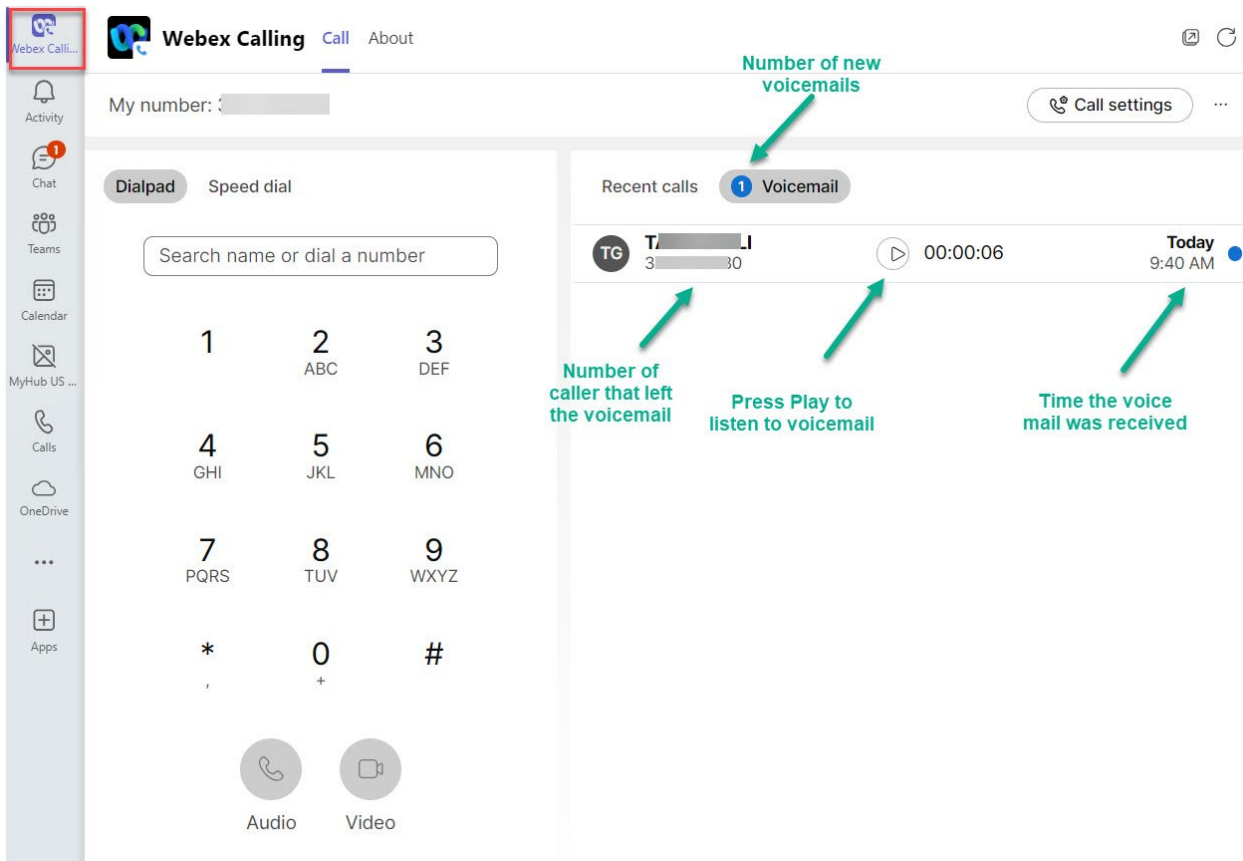 Webex Calli...
Activity
1
Chat
Teams
Calendar
MyHub US ...
Calls
OneDrive
Apps
Webex Calling Call About
My number:
Call settings
Dialpad Speed dial
Search name or dial a number
1 2 3
ABC DEF
4 5 6
GHI JKL MNO
7 8 9
PQRS TUV WXYZ
* 0 #
, +
Audio Video
Number of new
voicemails
Recent calls 1 Voicemail
TG
00:00:06
Today
9:40 AM
Number of
caller that left
the voicemail
Press Play to
listen to voicemail
Time the voice
mail was received